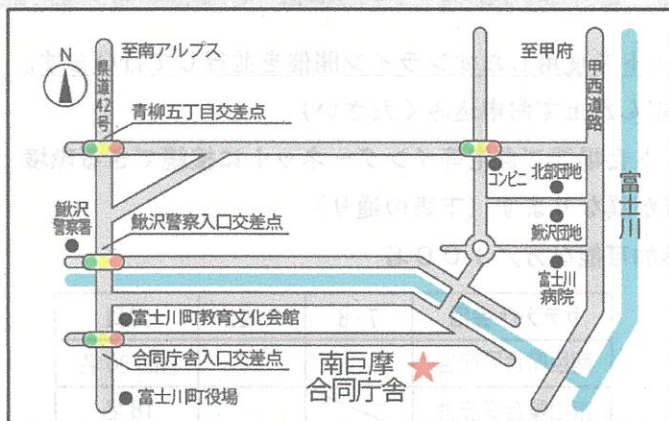 N
至南アルプス
至甲府
県道42号
甲西道路
青柳五丁目交差点
コンビニ
北部団地
鰍沢団地
富士川
病院
富士川
鰍沢
警察署
鰍沢警察入口交差点
富士川町教育文化会館
合同庁舎入口交差点
南巨摩
合同庁舎
富士川町役場